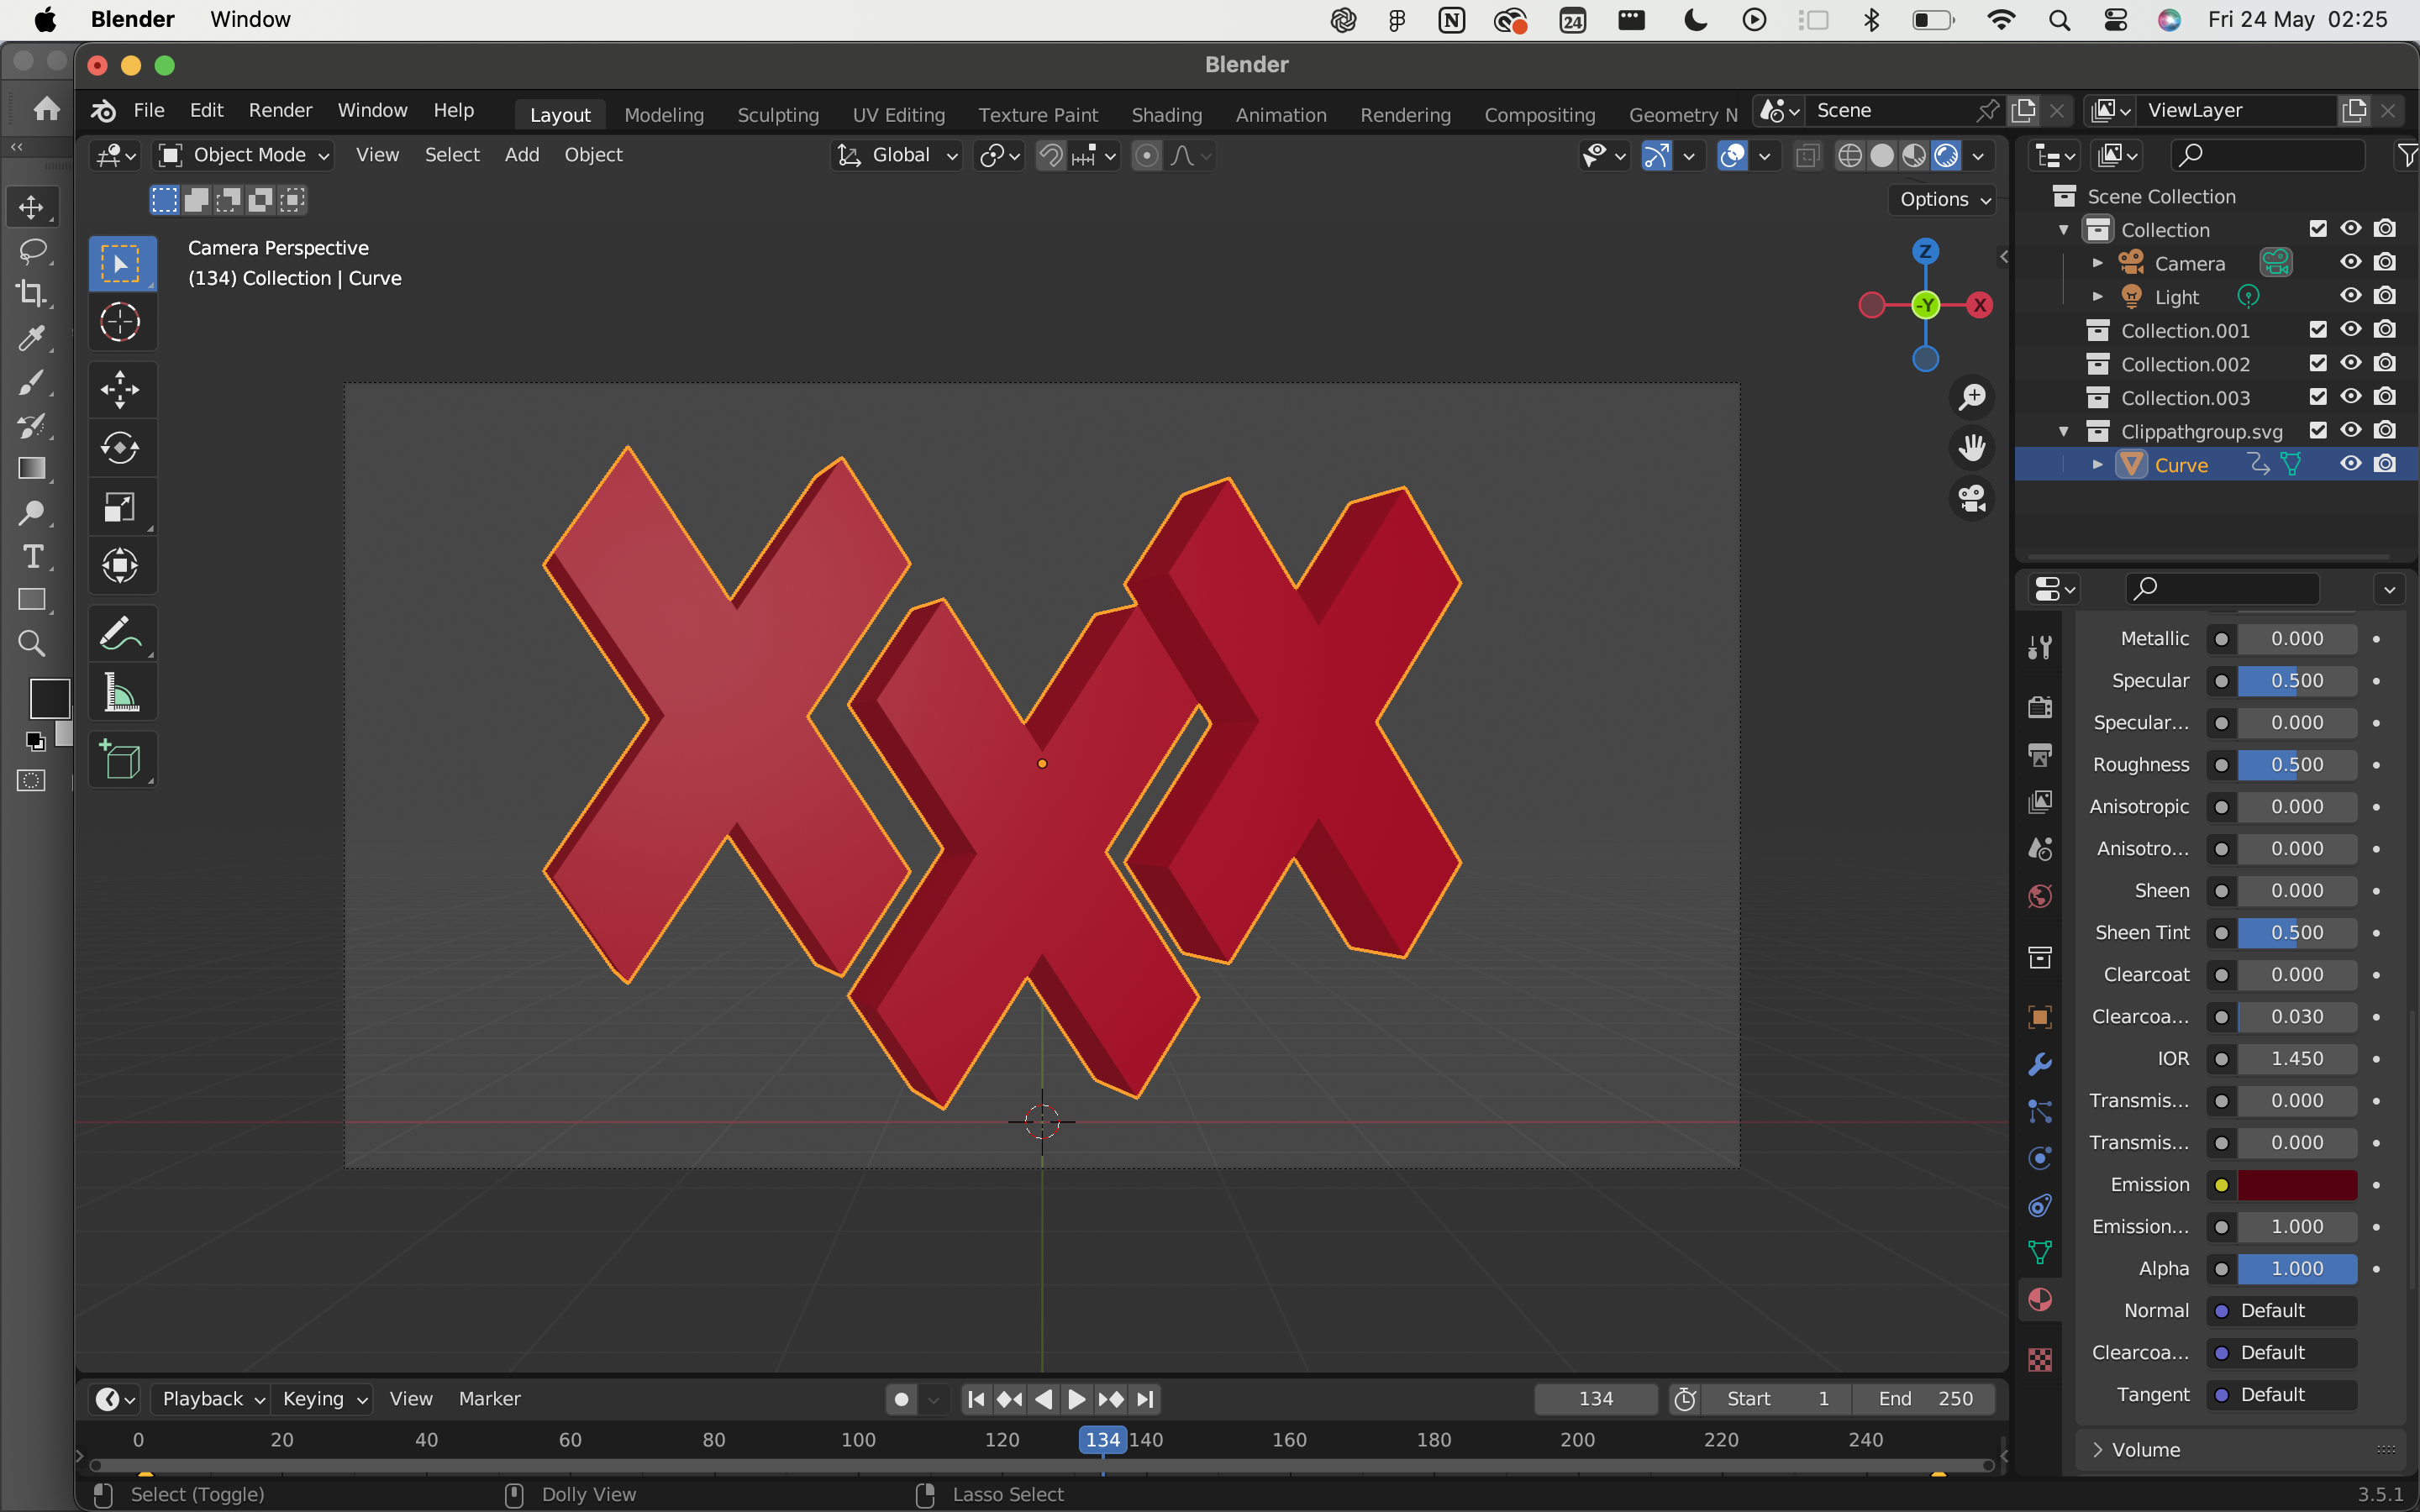 Blender Window 24 Fri 24 May 02:25
Blender
File Edit Render Window Help Layout Modeling Sculpting UV Editing Texture Paint Shading Animation Rendering Compositing Geometry N Scene ViewLayer
Object Mode View Select Add Object Global
Options
Camera Perspective
(134) Collection | Curve
Z
-Y X
XXX
Scene Collection
Collection
Camera
Light
Collection.001
Collection.002
Collection.003
Clippathgroup.svg
Curve
Metallic 0.000
Specular 0.500
Specular... 0.000
Roughness 0.500
Anisotropic 0.000
Anisotro... 0.000
Sheen 0.000
Sheen Tint 0.500
Clearcoat 0.000
Clearcoa... 0.030
IOR 1.450
Transmis... 0.000
Transmis... 0.000
Emission
Emission... 1.000
Alpha 1.000
Normal Default
Clearcoa... Default
Tangent Default
Volume
Playback Keying View Marker 134 Start 1 End 250
0 20 40 60 80 100 120 134 140 160 180 200 220 240
Select (Toggle) Dolly View Lasso Select 3.5.1